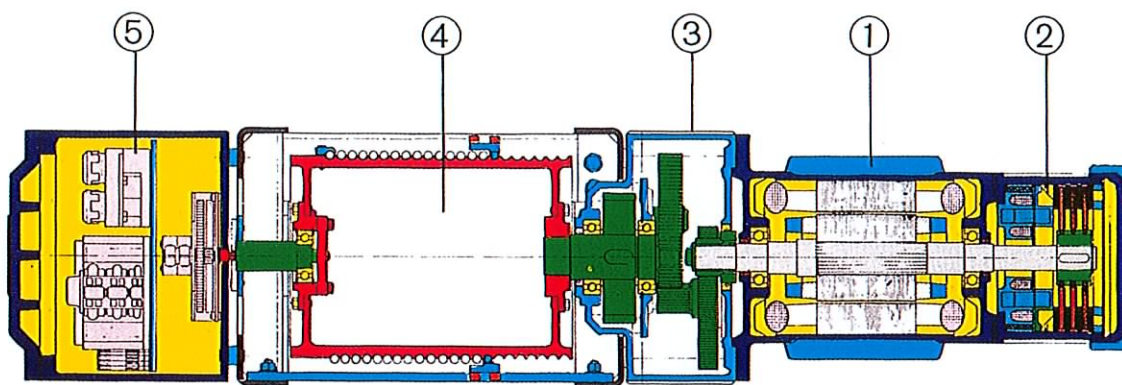 ⑤ ④ ③ ① ②